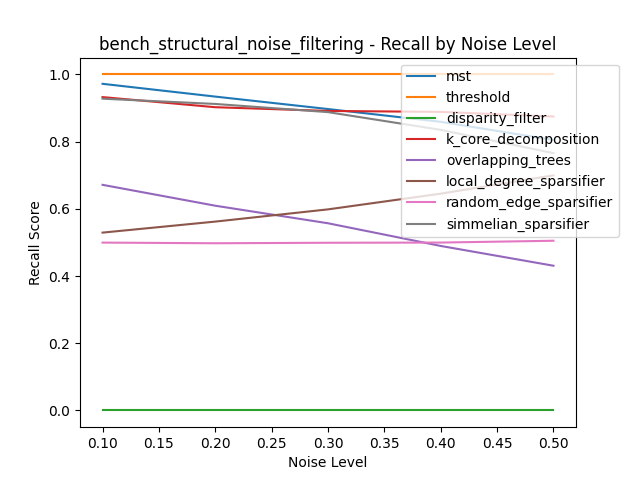 bench_structural_noise_filtering - Recall by Noise Level
1.0
0.8
0.6
0.4
0.2
0.0
Recall Score
0.10
0.15
0.20
0.25
0.30
0.35
0.40
0.45
0.50
Noise Level
mst
threshold
disparity_filter
k_core_decomposition
overlapping_trees
local_degree_sparsifier
random_edge_sparsifier
simmelian_sparsifier